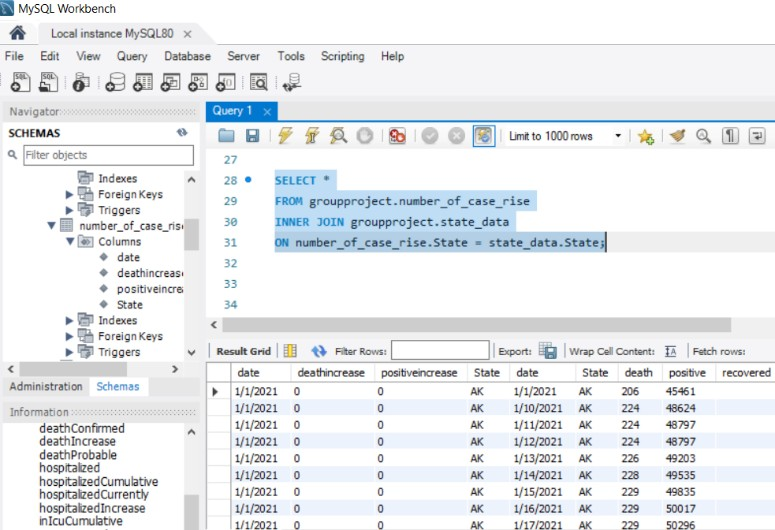 MySQL Workbench
Local instance MySQL80 ×
File Edit View Query Database Server Tools Scripting Help
Navigator
Query 1 ×
SCHEMAS
Filter objects
Limit to 1000 rows
Indexes
Foreign Keys
Triggers
number_of_case_rise
Columns
date
deathincrease
positiveincrea
State
Indexes
Foreign Keys
Triggers
27
28 SELECT *
29 FROM groupproject.number_of_case_rise
30 INNER JOIN groupproject.state_data
31 ON number_of_case_rise.State = state_data.State;
32
33
34
Administration Schemas
Information
deathConfirmed
deathIncrease
deathProbable
hospitalized
hospitalizedCumulative
hospitalizedCurrently
hospitalizedIncrease
inIcuCumulative
Result Grid Filter Rows: Export: Wrap Cell Content: IA Fetch rows:
date deathincrease positiveincrease State date State death positive recovered
1/1/2021 0 0 AK 1/1/2021 AK 206 45461
1/1/2021 0 0 AK 1/10/2021 AK 224 48624
1/1/2021 0 0 AK 1/11/2021 AK 224 48797
1/1/2021 0 0 AK 1/12/2021 AK 224 48797
1/1/2021 0 0 AK 1/13/2021 AK 226 49203
1/1/2021 0 0 AK 1/14/2021 AK 228 49535
1/1/2021 0 0 AK 1/15/2021 AK 229 49835
1/1/2021 0 0 AK 1/16/2021 AK 229 50017
1/1/2021 0 0 AK 1/17/2021 AK 229 50296